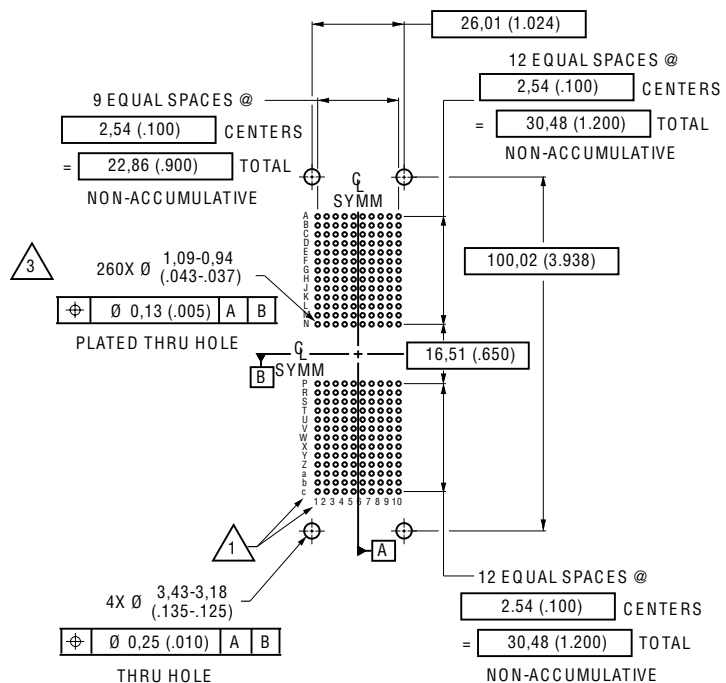 26,01 (1.024)
12 EQUAL SPACES @
2,54 (.100) CENTERS
= 30,48 (1.200) TOTAL
NON-ACCUMULATIVE
9 EQUAL SPACES @
2,54 (.100) CENTERS
= 22,86 (.900) TOTAL
NON-ACCUMULATIVE
CL
SYMM
A
B
C
D
E
F
G
H
J
K
L
M
N
3
260X Ø 1,09-0,94
(.043-.037)
⌖ Ø 0,13 (.005) A B
PLATED THRU HOLE
100,02 (3.938)
CL
SYMM
B
16,51 (.650)
P
R
S
T
U
V
W
X
Y
Z
a
b
c
1 2 3 4 5 6 7 8 9 10
1
A
4X Ø 3,43-3,18
(.135-.125)
⌖ Ø 0,25 (.010) A B
THRU HOLE
12 EQUAL SPACES @
2.54 (.100) CENTERS
= 30,48 (1.200) TOTAL
NON-ACCUMULATIVE